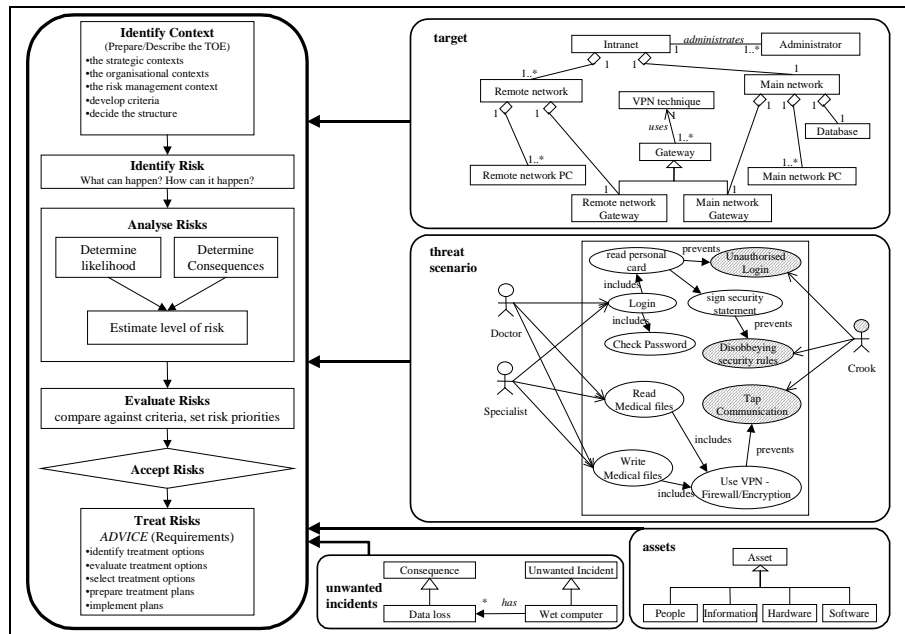 Identify Context
(Prepare/Describe the TOE)
•the strategic contexts
•the organisational contexts
•the risk management context
•develop criteria
•decide the structure
Identify Risk
What can happen? How can it happen?
Analyse Risks
Determine
likelihood
Determine
Consequences
Estimate level of risk
Evaluate Risks
compare against criteria, set risk priorities
Accept Risks
Treat Risks
ADVICE (Requirements)
•identify treatment options
•evaluate treatment options
•select treatment options
•prepare treatment plans
•implement plans
target
Intranet
administrates
1
1..*
Administrator
1
1
1..*
1
Remote network
Main network
1
1
VPN technique
1
1
1
1
uses
1
1..*
Database
Gateway
1..*
1..*
Remote network PC
Main network PC
1
1
Remote network
Gateway
Main network
Gateway
threat
scenario
read personal
card
prevents
Unauthorised
Login
includes
Login
sign security
statement
includes
Doctor
Check Password
prevents
Disobbeying
security rules
Crook
Specialist
Read
Medical files
Tap
Communication
includes
prevents
Write
Medical files
includes
Use VPN -
Firewall/Encryption
unwanted
incidents
Consequence
Unwanted Incident
Data loss
*
has
Wet computer
assets
Asset
People
Information
Hardware
Software